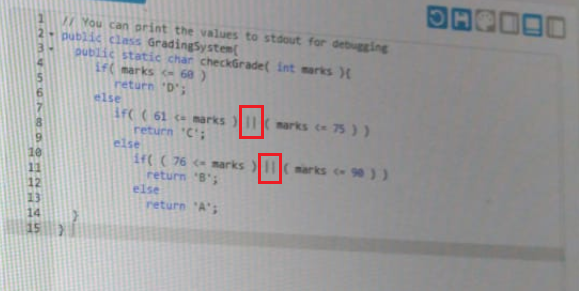 1 // You can print the values to stdout for debugging
2 public class GradingSystem{
3 public static char checkGrade( int marks ){
4 if( marks <= 60 )
5 return 'D';
6 else
7 if( ( 61 <= marks ) || ( marks <= 75 ) )
8 return 'C';
9 else
10 if( ( 76 <= marks ) || ( marks <= 90 ) )
11 return 'B';
12 else
13 return 'A';
14 }
15 }